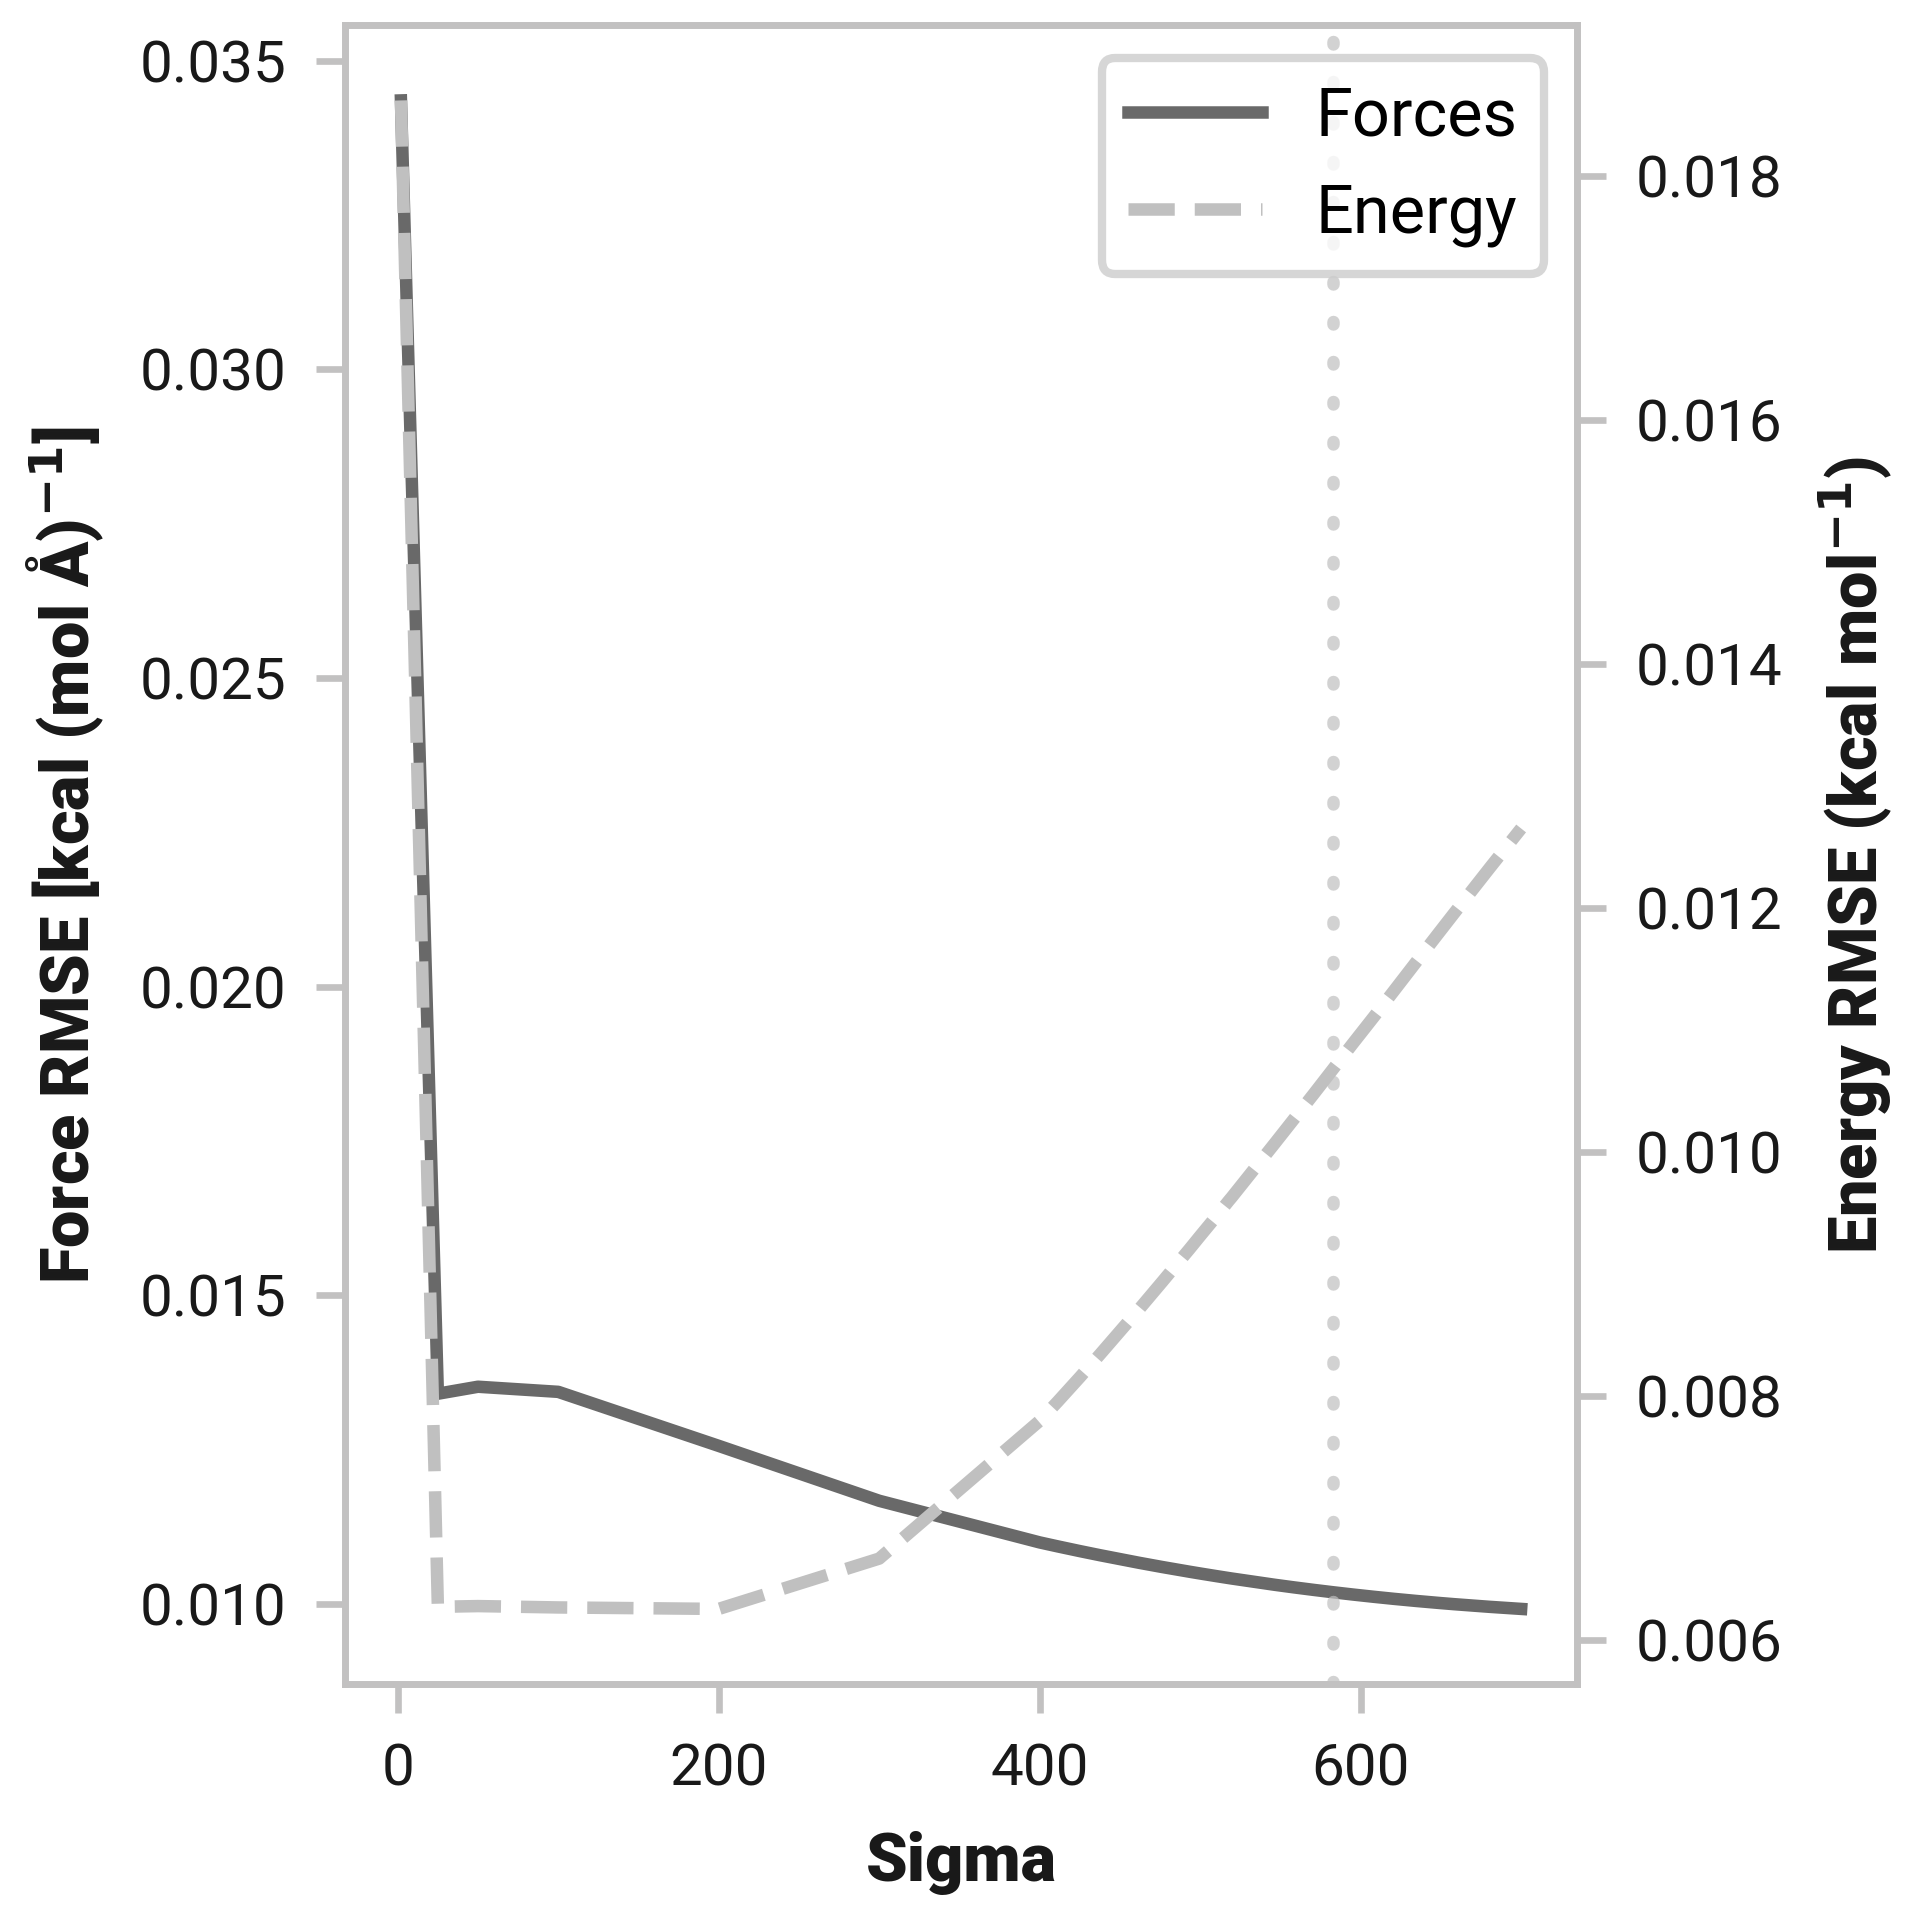 Force RMSE [kcal (mol Å)⁻¹]
0.035
0.030
0.025
0.020
0.015
0.010
Forces
Energy
0.018
0.016
0.014
0.012
0.010
0.008
0.006
Energy RMSE (kcal mol⁻¹)
0 200 400 600
Sigma